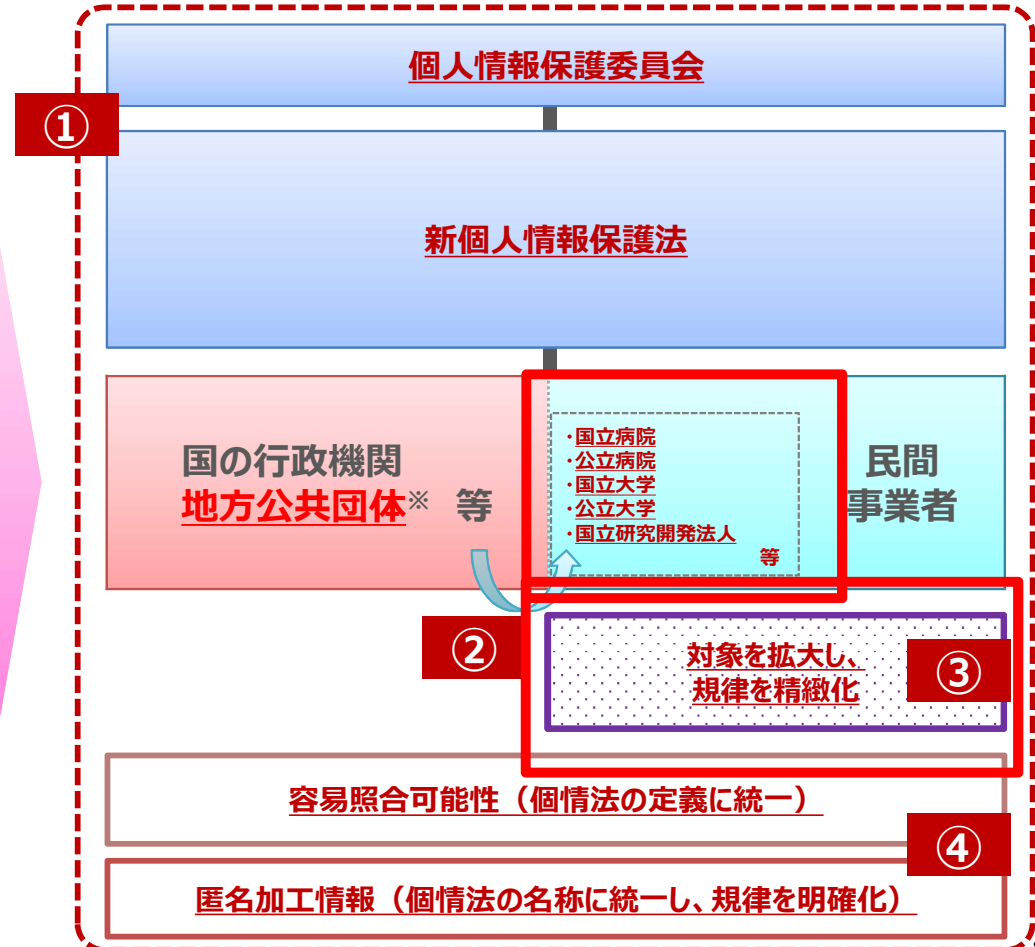 個人情報保護委員会
①
新個人情報保護法
国の行政機関
地方公共団体※ 等
・国立病院
・公立病院
・国立大学
・公立大学
・国立研究開発法人
等
民間
事業者
②
対象を拡大し、
規律を精緻化
③
容易照合可能性（個情法の定義に統一）
④
匿名加工情報（個情法の名称に統一し、規律を明確化）